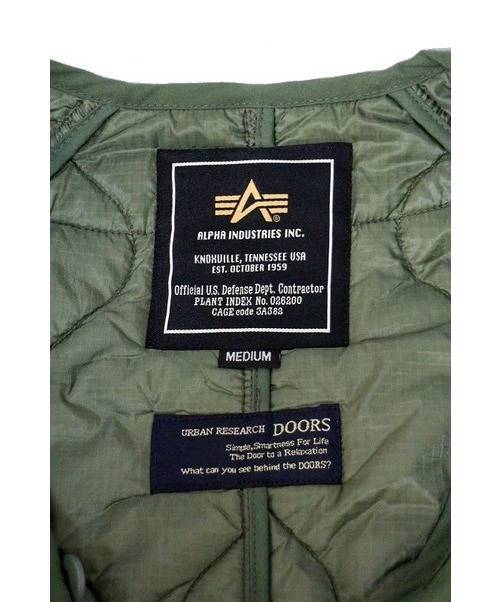 ALPHA INDUSTRIES INC.
KNOXVILLE, TENNESSEE USA
EST. OCTOBER 1959
Official U.S. Defense Dept. Contractor
PLANT INDEX No. 026200
CAGE code 3A382
MEDIUM
URBAN RESEARCH DOORS
Simple, Smartness For Life
The Door to a Relaxation
What can you see behind the DOORS?